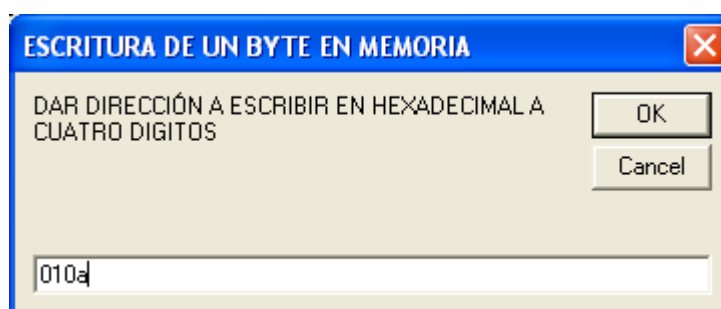 ESCRITURA DE UN BYTE EN MEMORIA
DAR DIRECCIÓN A ESCRIBIR EN HEXADECIMAL A
CUATRO DIGITOS
OK
Cancel
010a